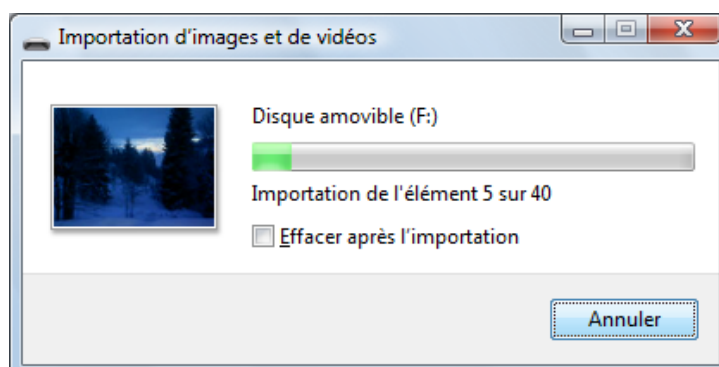 Importation d'images et de vidéos
Disque amovible (F:)
Importation de l'élément 5 sur 40
Effacer après l'importation
Annuler